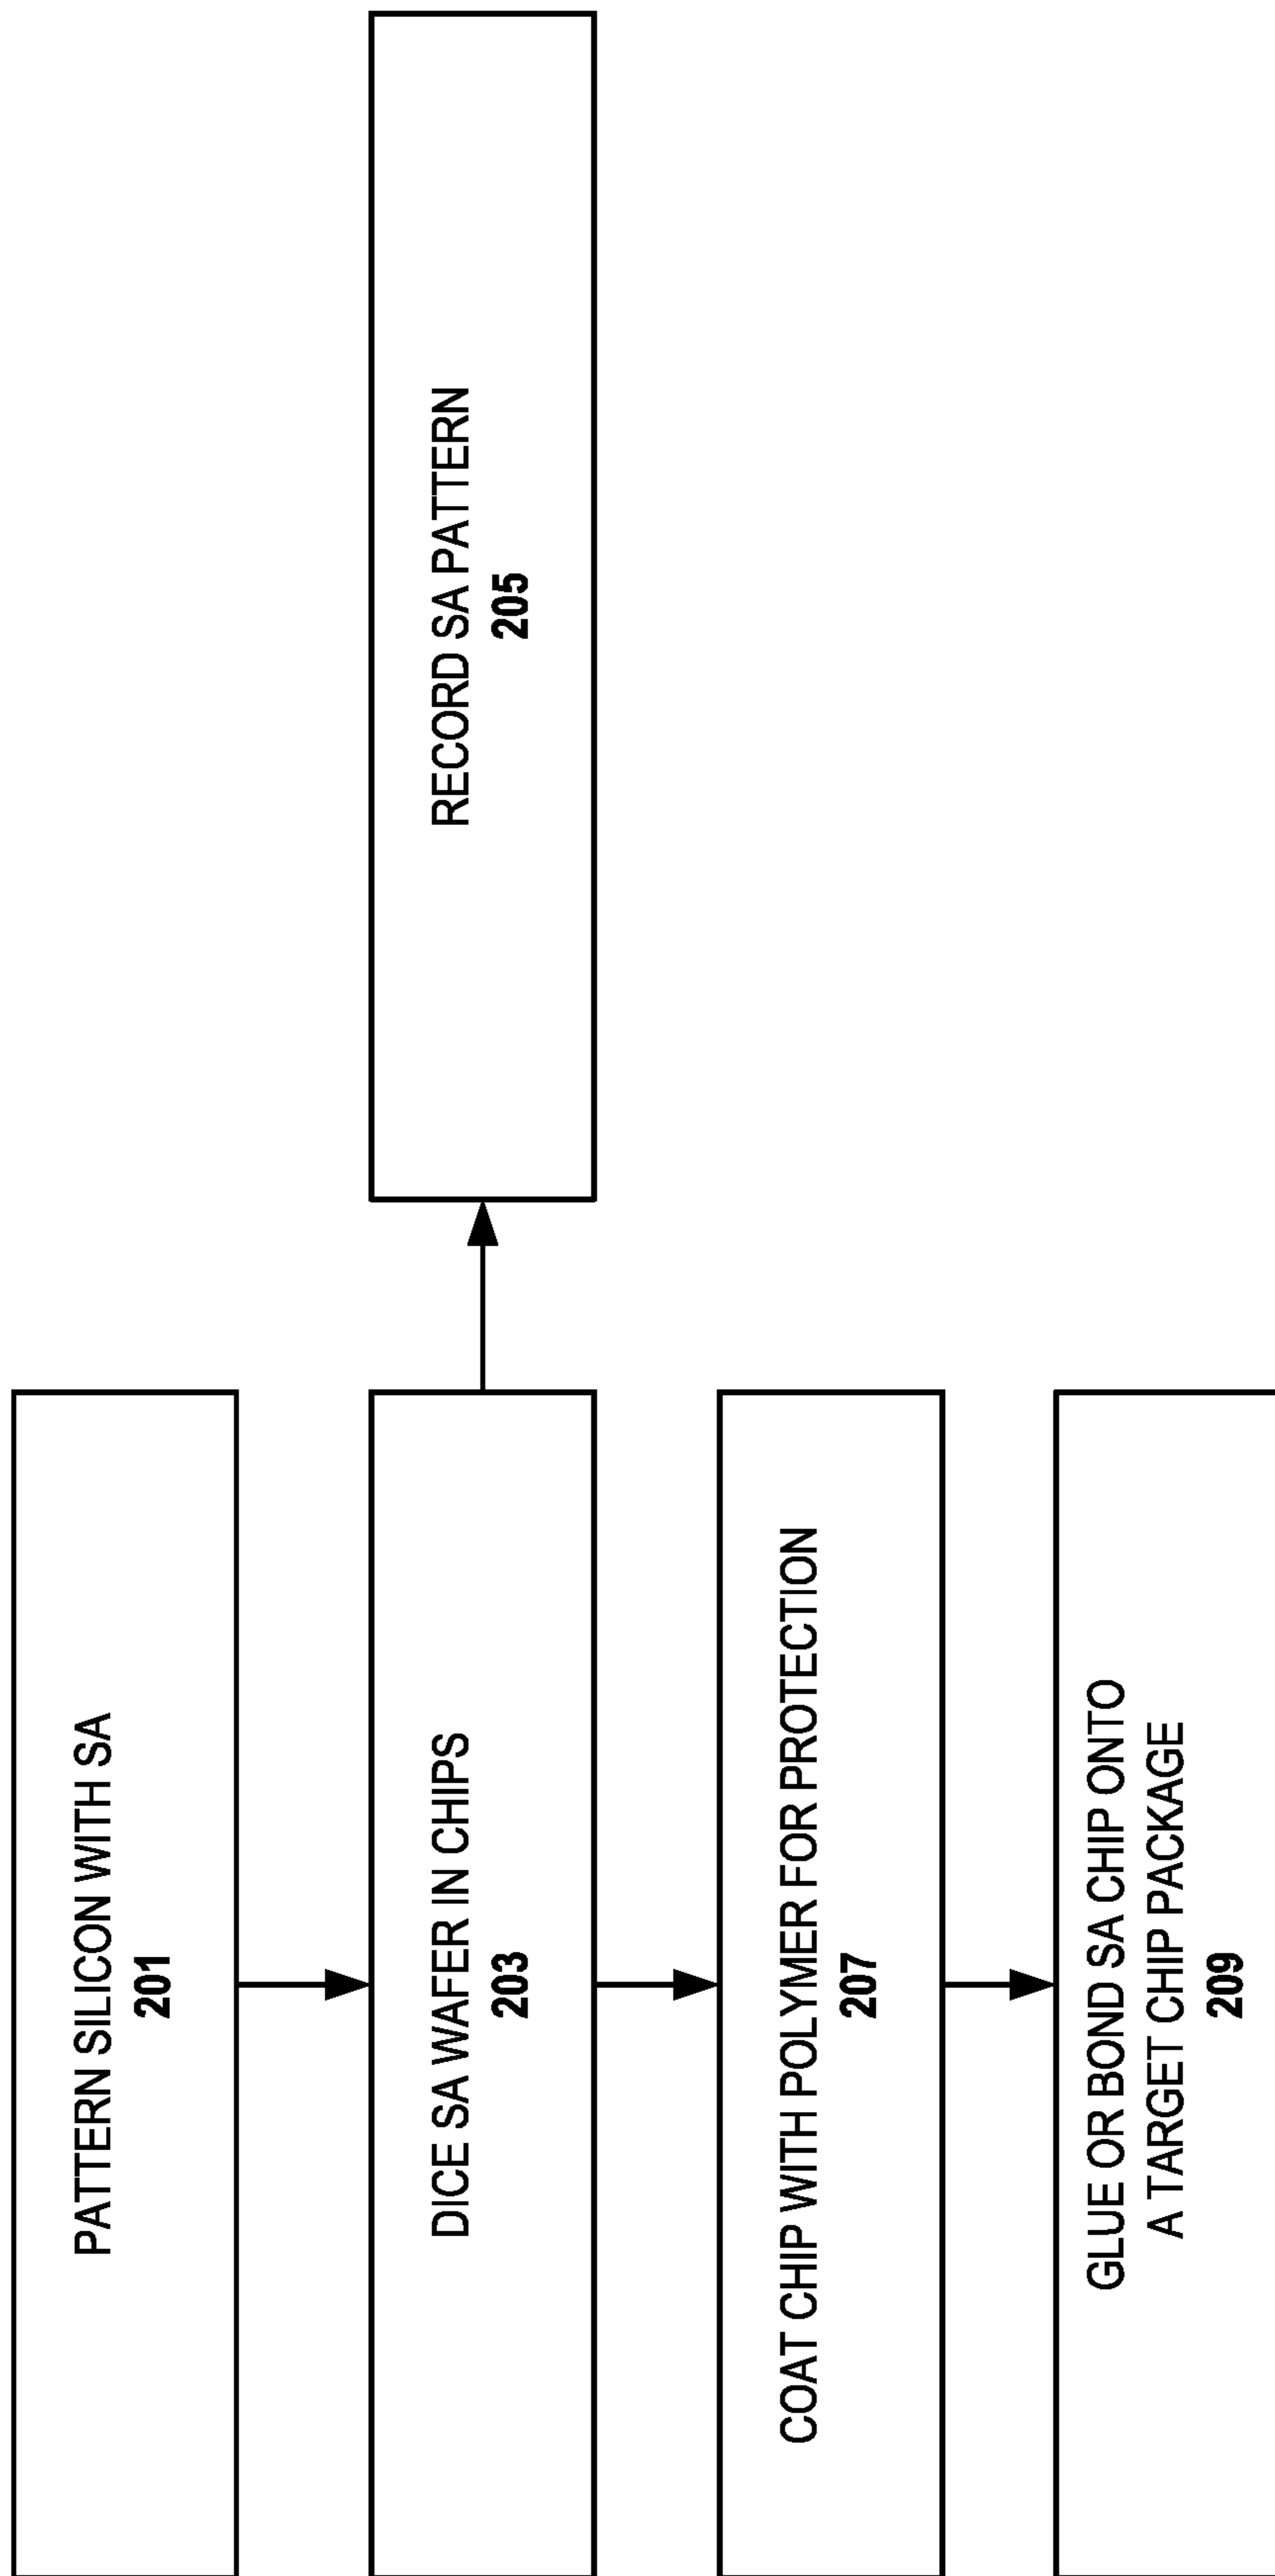 PATTERN SILICON WITH SA
201
DICE SA WAFER IN CHIPS
203
RECORD SA PATTERN
205
COAT CHIP WITH POLYMER FOR PROTECTION
207
GLUE OR BOND SA CHIP ONTO
A TARGET CHIP PACKAGE
209